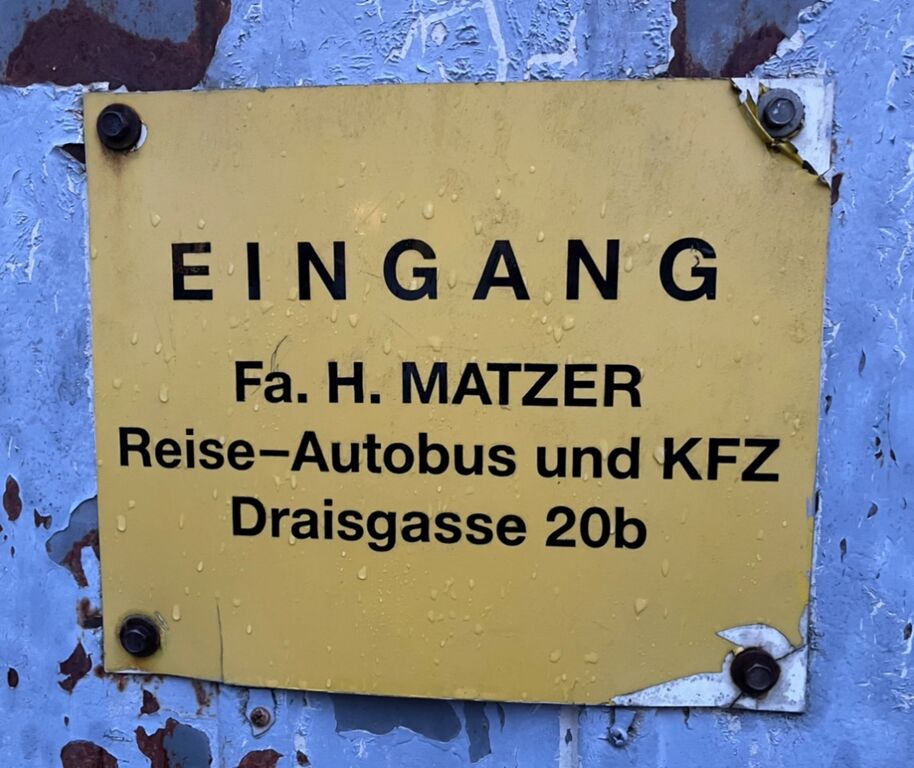 EINGANG
Fa. H. MATZER
Reise-Autobus und KFZ
Draisgasse 20b